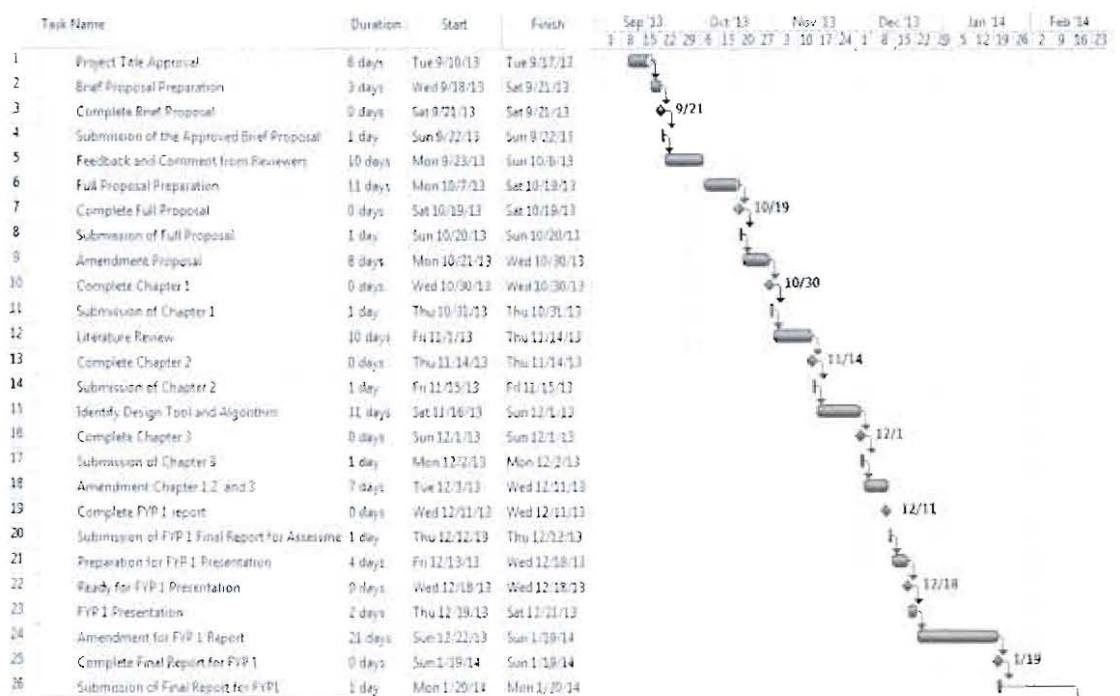 Task Name Duration Start Finish Sep '13 Oct '13 Nov '13 Dec '13 Jan '14 Feb '14
1 8 15 22 29 6 13 20 27 3 10 17 24 1 8 15 22 29 5 12 19 26 2 9 16 23
1 Project Title Approval 6 days Tue 9/10/13 Tue 9/17/13
2 Brief Proposal Preparation 3 days Wed 9/18/13 Sat 9/21/13
3 Complete Brief Proposal 0 days Sat 9/21/13 Sat 9/21/13 9/21
4 Submission of the Approved Brief Proposal 1 day Sun 9/22/13 Sun 9/22/13
5 Feedback and Comment from Reviewers 10 days Mon 9/23/13 Sun 10/6/13
6 Full Proposal Preparation 11 days Mon 10/7/13 Sat 10/19/13
7 Complete Full Proposal 0 days Sat 10/19/13 Sat 10/19/13 10/19
8 Submission of Full Proposal 1 day Sun 10/20/13 Sun 10/20/13
9 Amendment Proposal 8 days Mon 10/21/13 Wed 10/30/13
10 Complete Chapter 1 0 days Wed 10/30/13 Wed 10/30/13 10/30
11 Submission of Chapter 1 1 day Thu 10/31/13 Thu 10/31/13
12 Literature Review 10 days Fri 11/1/13 Thu 11/14/13
13 Complete Chapter 2 0 days Thu 11/14/13 Thu 11/14/13 11/14
14 Submission of Chapter 2 1 day Fri 11/15/13 Fri 11/15/13
15 Identify Design Tool and Algorithm 11 days Sat 11/16/13 Sun 12/1/13
16 Complete Chapter 3 0 days Sun 12/1/13 Sun 12/1/13 12/1
17 Submission of Chapter 3 1 day Mon 12/2/13 Mon 12/2/13
18 Amendment Chapter 1,2 and 3 7 days Tue 12/3/13 Wed 12/11/13
19 Complete FYP 1 report 0 days Wed 12/11/13 Wed 12/11/13 12/11
20 Submission of FYP 1 Final Report for Assessme 1 day Thu 12/12/13 Thu 12/12/13
21 Preparation for FYP 1 Presentation 4 days Fri 12/13/13 Wed 12/18/13
22 Ready for FYP 1 Presentation 0 days Wed 12/18/13 Wed 12/18/13 12/18
23 FYP 1 Presentation 2 days Thu 12/19/13 Sat 12/21/13
24 Amendment for FYP 1 Report 21 days Sun 12/22/13 Sun 1/19/14
25 Complete Final Report for FYP 1 0 days Sun 1/19/14 Sun 1/19/14 1/19
26 Submission of Final Report for FYP1 1 day Mon 1/20/14 Mon 1/20/14